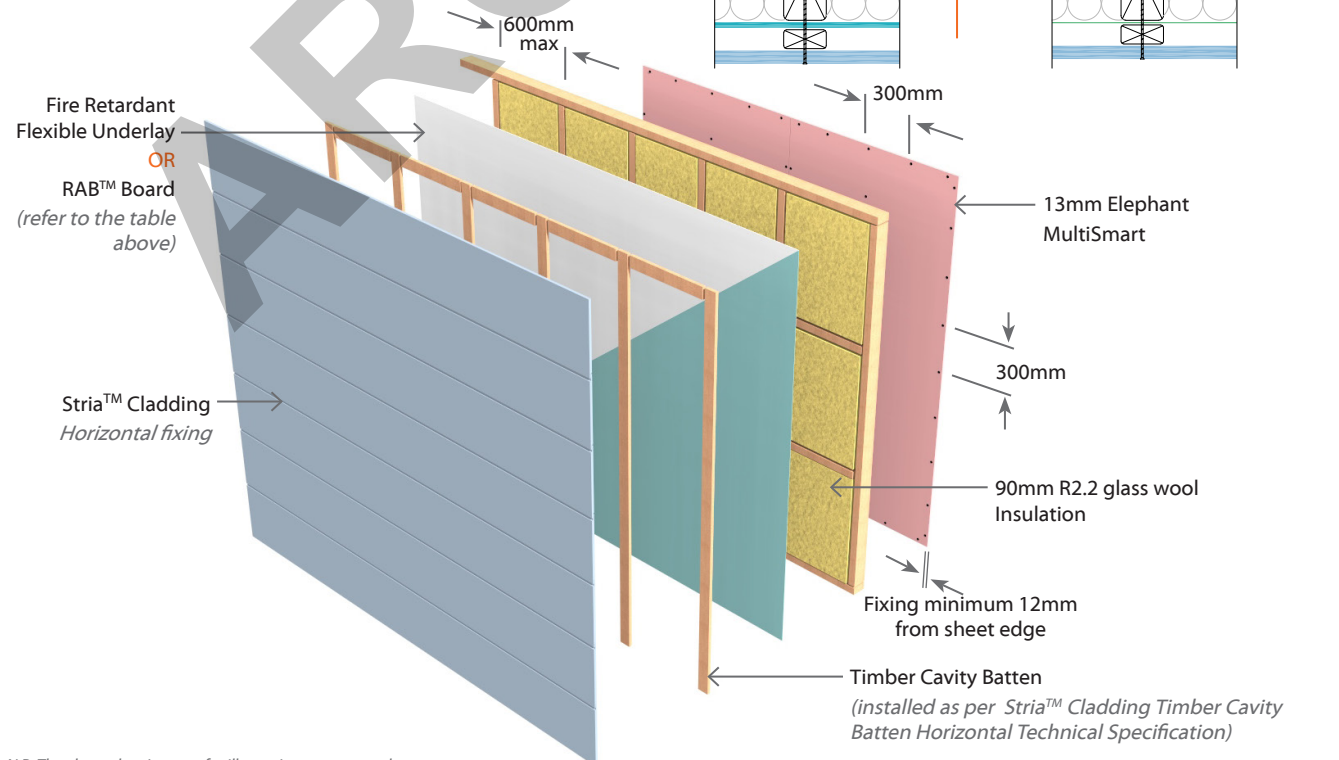 600mm
max
300mm
Fire Retardant
Flexible Underlay
OR
RAB™ Board
(refer to the table
above)
13mm Elephant
MultiSmart
300mm
Stria™ Cladding
Horizontal fixing
90mm R2.2 glass wool
Insulation
Fixing minimum 12mm
from sheet edge
Timber Cavity Batten
(installed as per Stria™ Cladding Timber Cavity
Batten Horizontal Technical Specification)